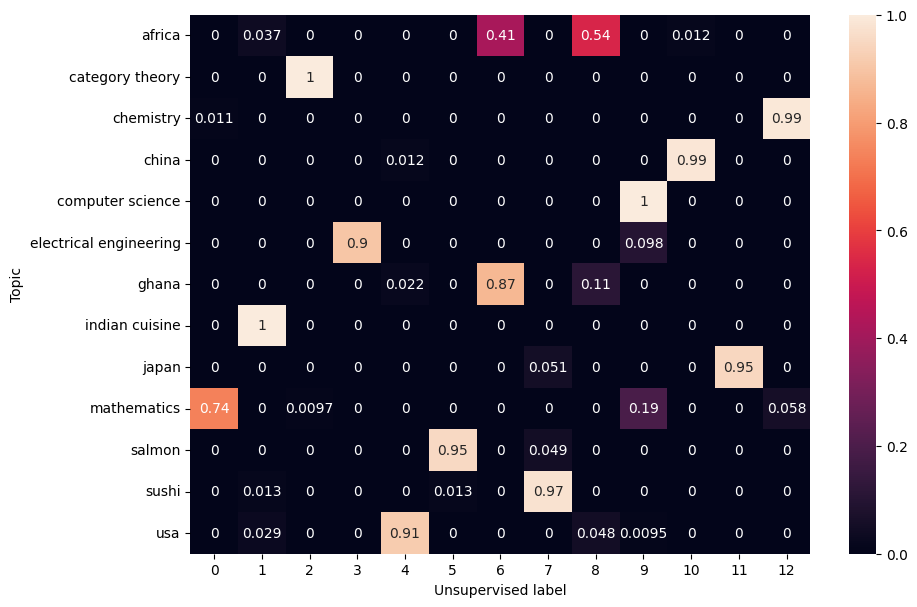 africa 0 0.037 0 0 0 0 0.41 0 0.54 0 0.012 0 0
category theory 0 0 1 0 0 0 0 0 0 0 0 0 0
chemistry 0.011 0 0 0 0 0 0 0 0 0 0 0 0.99
china 0 0 0 0 0.012 0 0 0 0 0 0.99 0 0
computer science 0 0 0 0 0 0 0 0 0 1 0 0 0
electrical engineering 0 0 0 0.9 0 0 0 0 0 0.098 0 0 0
ghana 0 0 0 0 0.022 0 0.87 0 0.11 0 0 0 0
indian cuisine 0 1 0 0 0 0 0 0 0 0 0 0 0
japan 0 0 0 0 0 0 0 0.051 0 0 0 0.95 0
mathematics 0.74 0 0.0097 0 0 0 0 0 0 0.19 0 0 0.058
salmon 0 0 0 0 0 0.95 0 0.049 0 0 0 0 0
sushi 0 0.013 0 0 0 0.013 0 0.97 0 0 0 0 0
usa 0 0.029 0 0 0.91 0 0 0 0.048 0.0095 0 0 0
0 1 2 3 4 5 6 7 8 9 10 11 12
Unsupervised label
Topic
1.0
0.8
0.6
0.4
0.2
0.0